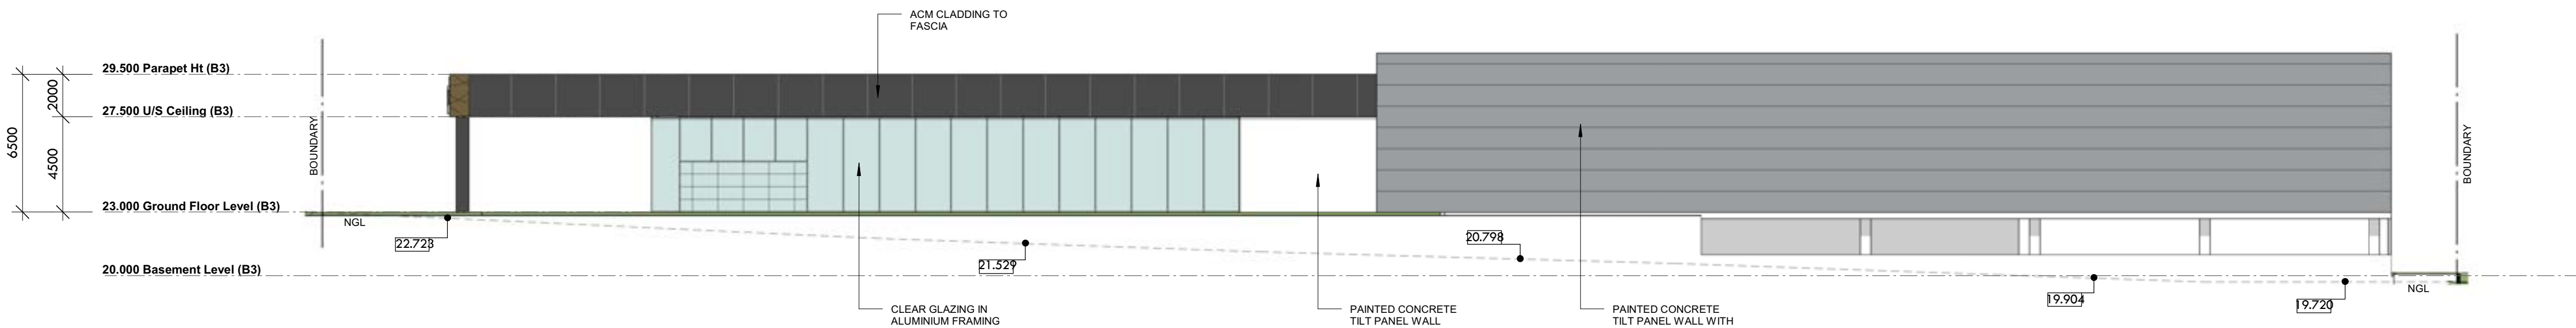 ACM CLADDING TO
FASCIA
29.500 Parapet Ht (B3)
2000
27.500 U/S Ceiling (B3)
6500
4500
BOUNDARY
BOUNDARY
23.000 Ground Floor Level (B3)
NGL
22.723
21.529
20.798
20.000 Basement Level (B3)
19.904
19.720
NGL
CLEAR GLAZING IN
ALUMINIUM FRAMING
PAINTED CONCRETE
TILT PANEL WALL
PAINTED CONCRETE
TILT PANEL WALL WITH